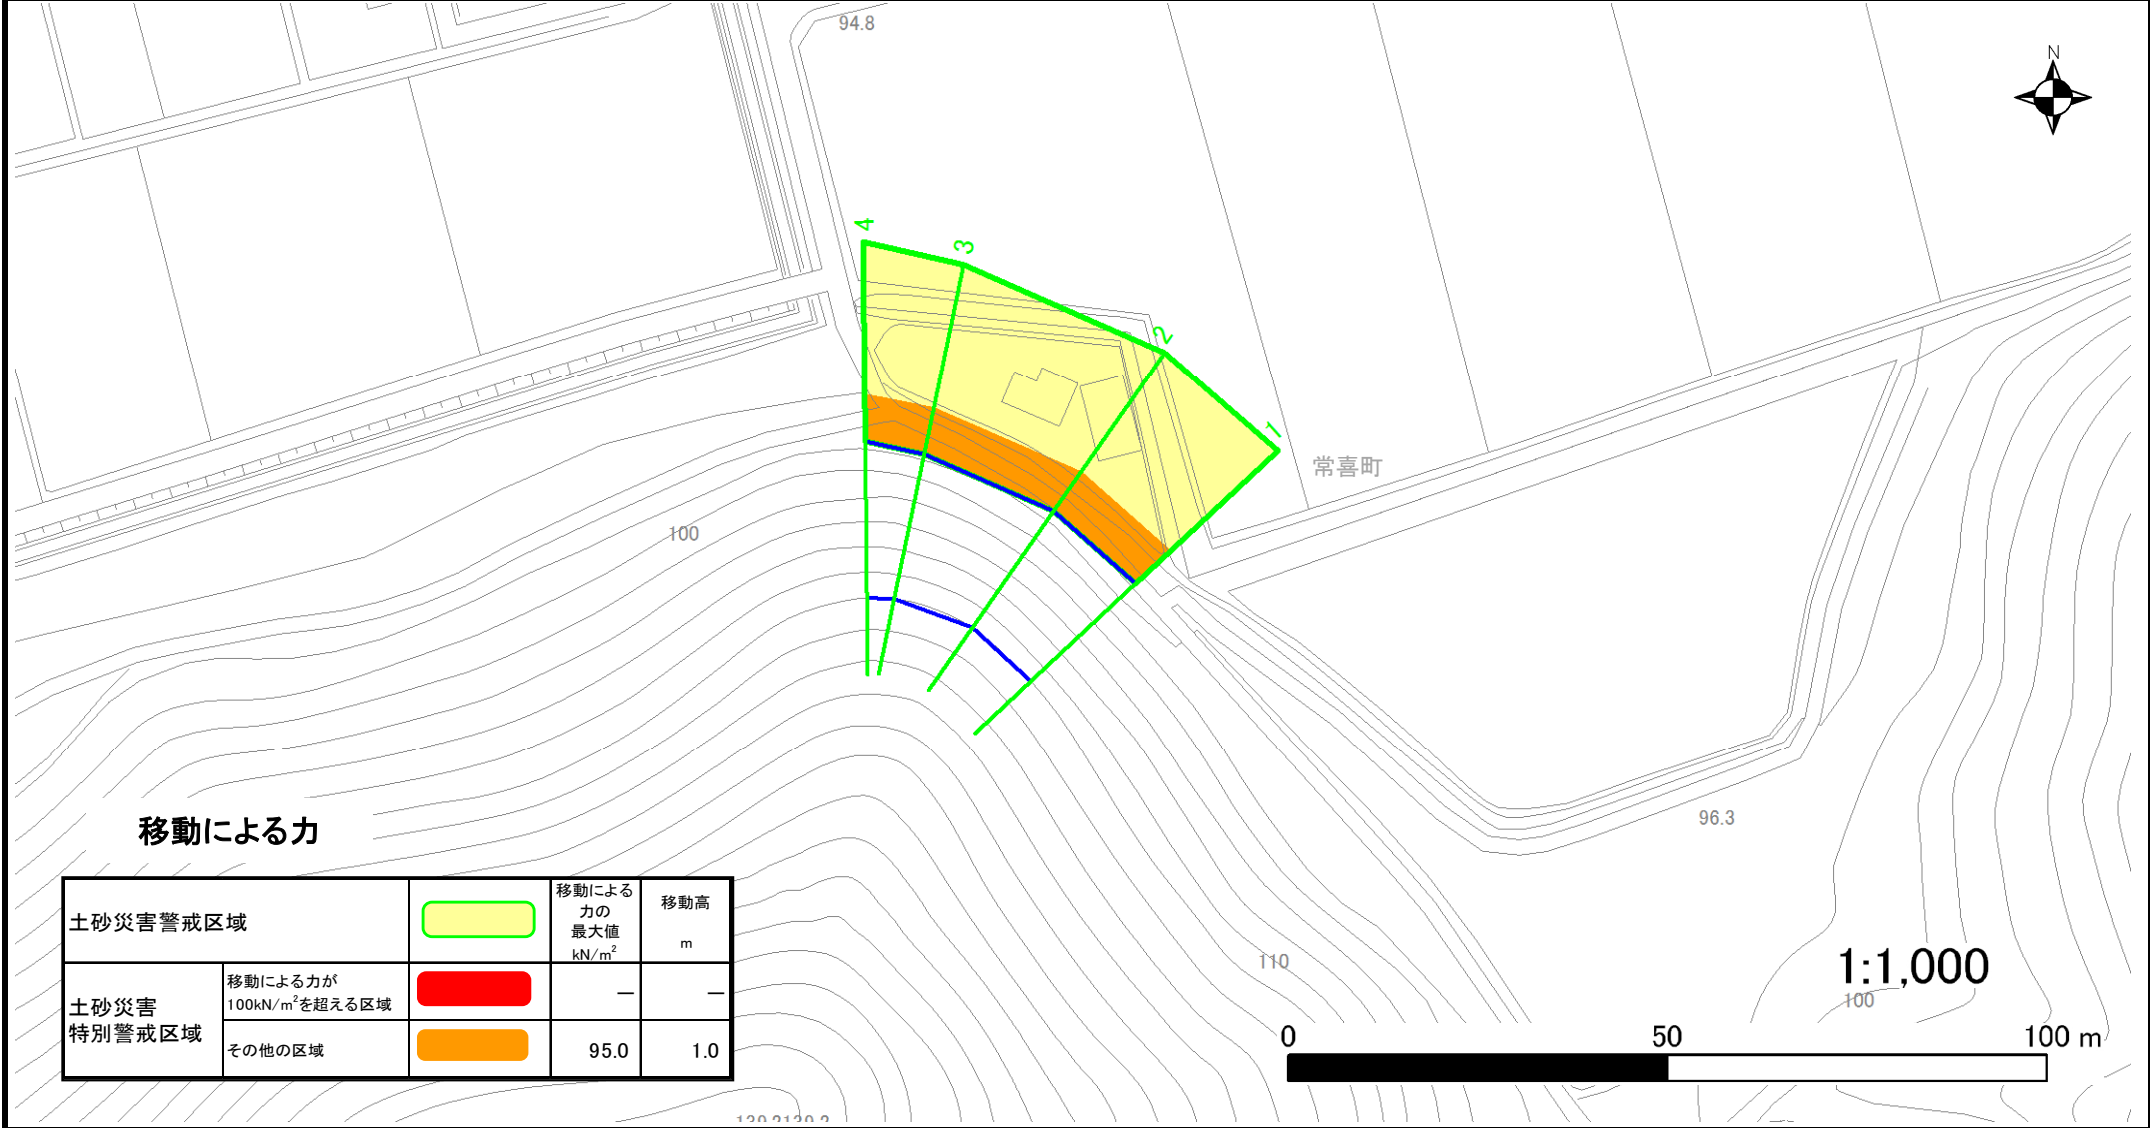 94.8
N
4
3
2
1
常喜町
100
96.3
110
100
移動による力
土砂災害警戒区域
移動による
力の
最大値
kN/m²
移動高
m
土砂災害
特別警戒区域
移動による力が
100kN/m²を超える区域
—
—
その他の区域
95.0
1.0
1:1,000
0
50
100 m